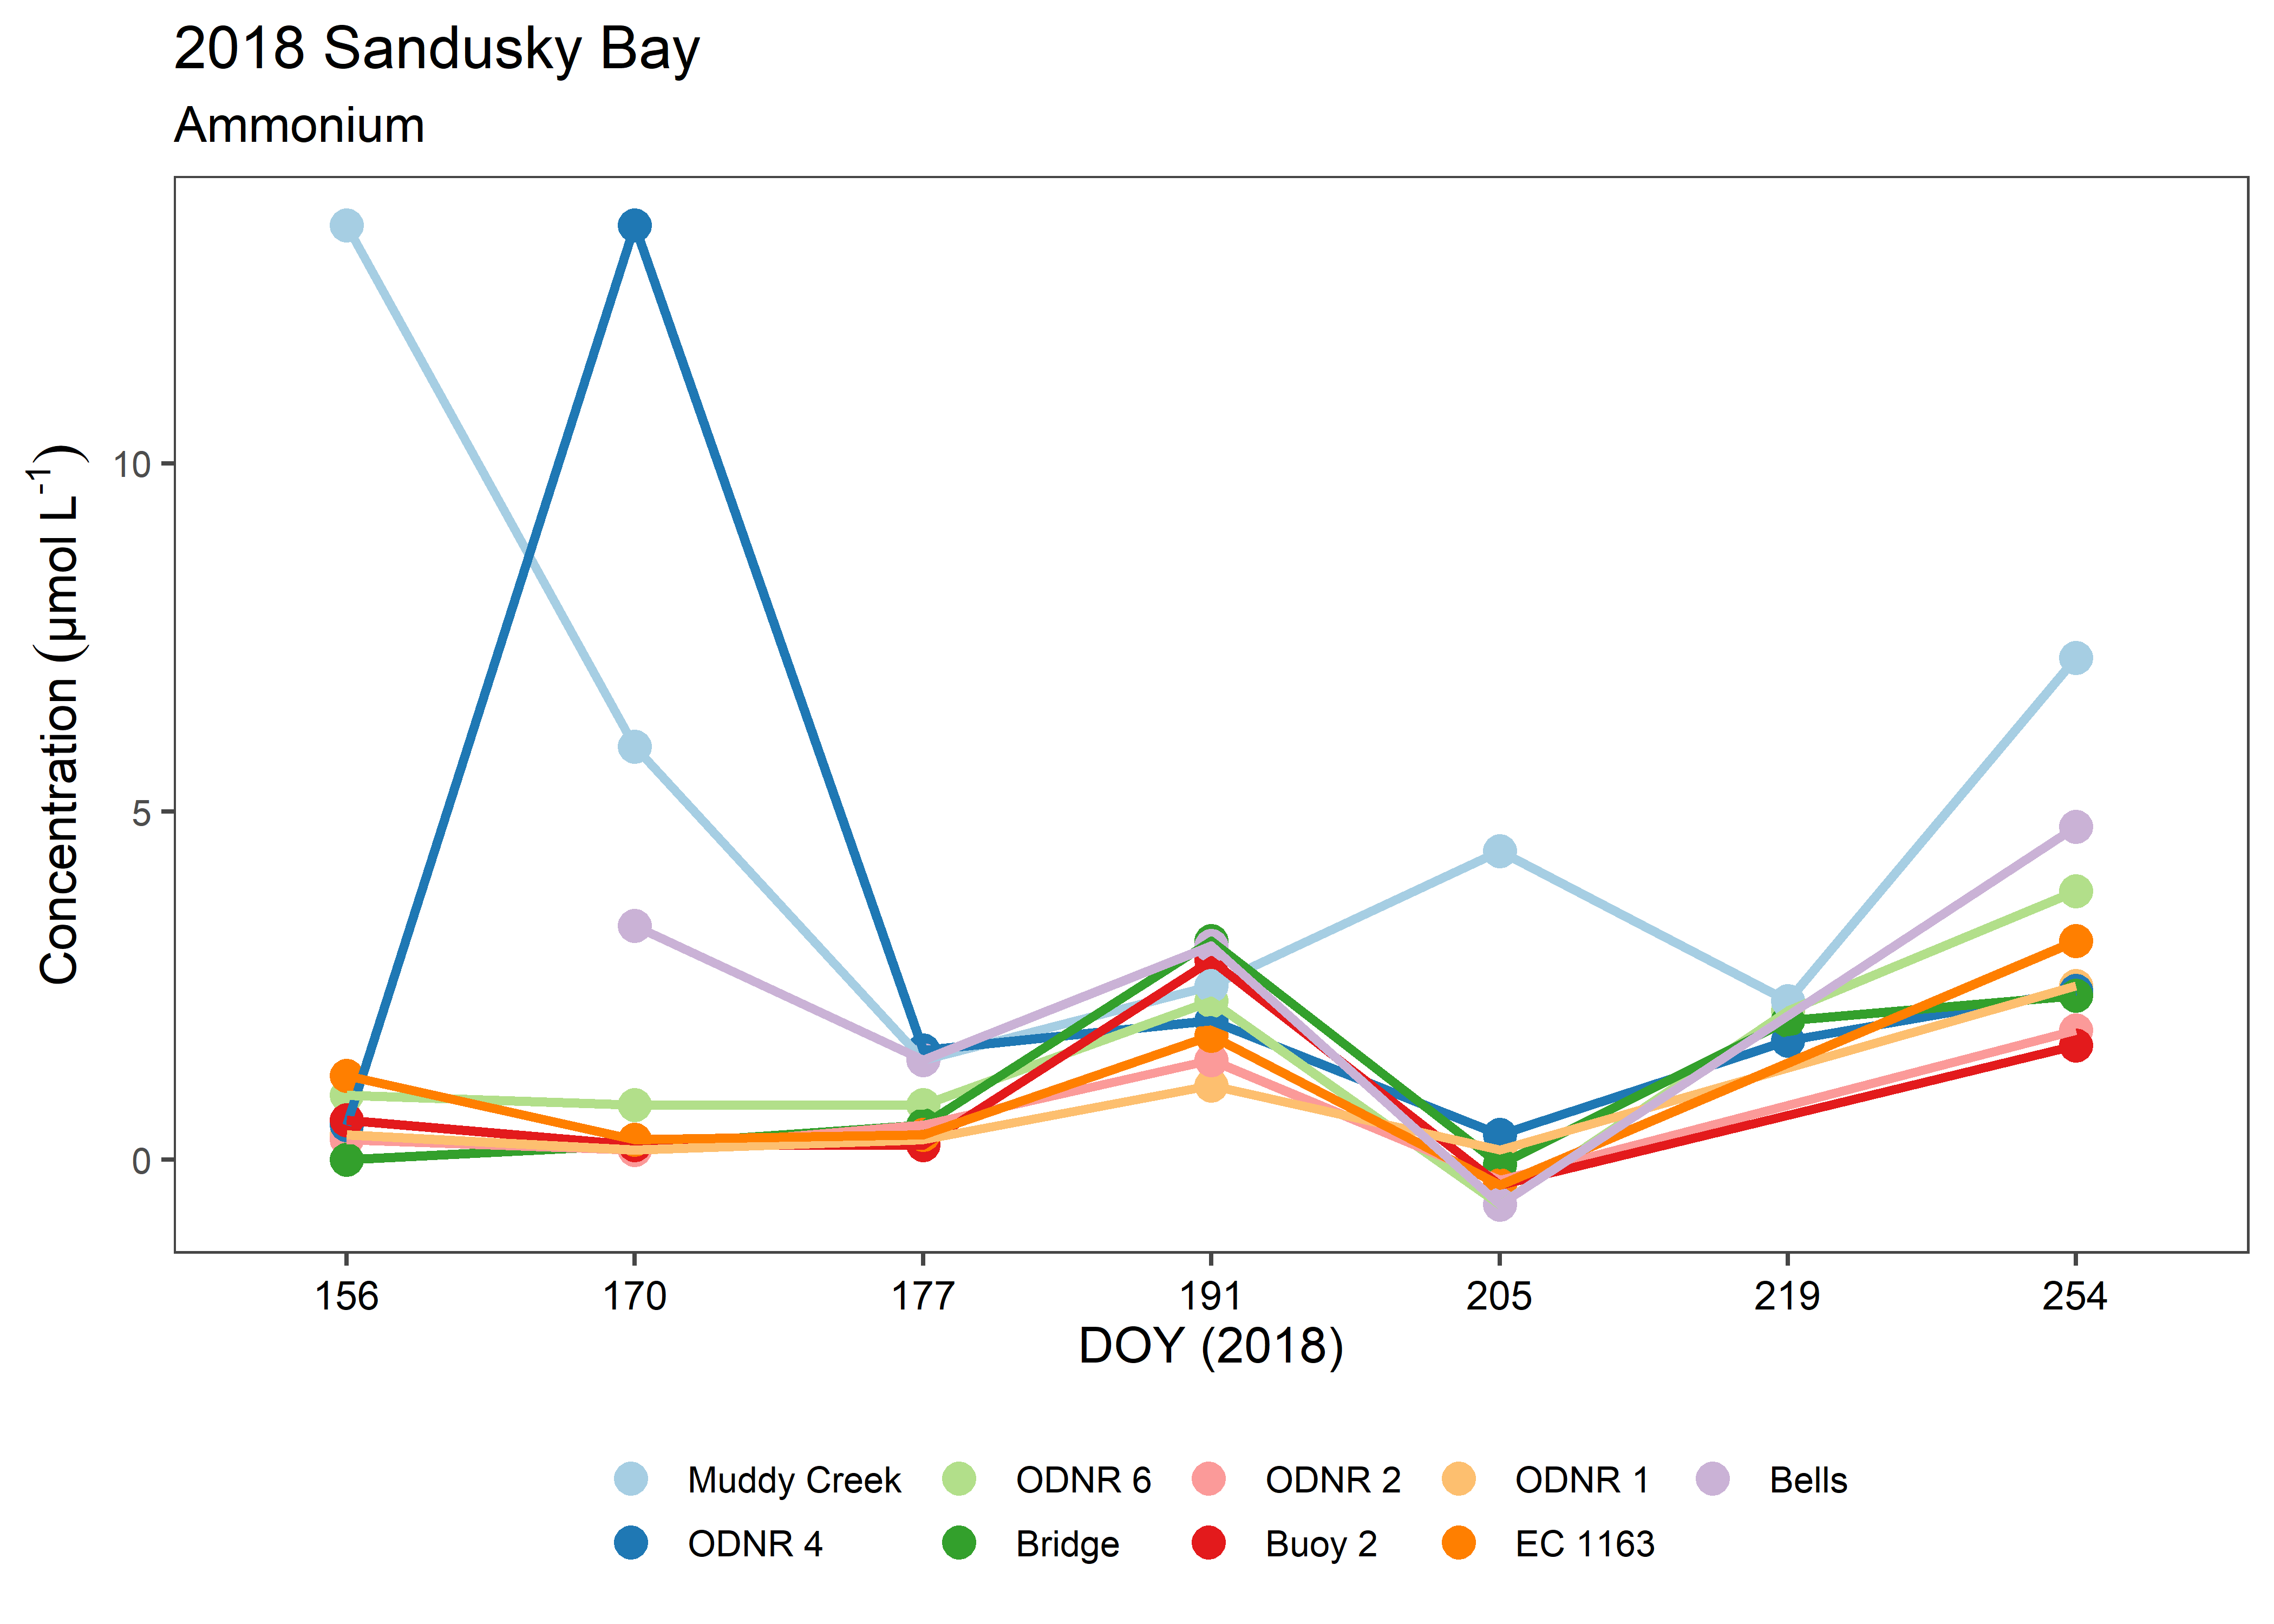 2018 Sandusky Bay
Ammonium
Concentration (µmol L⁻¹)
10
5
0
156 170 177 191 205 219 254
DOY (2018)
Muddy Creek ODNR 6 ODNR 2 ODNR 1 Bells
ODNR 4 Bridge Buoy 2 EC 1163